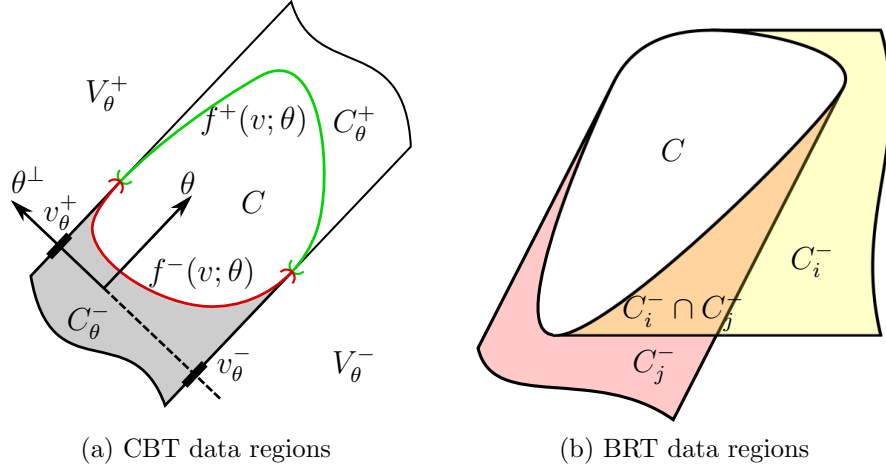 V_θ^+
f^+(v; θ)
C_θ^+
θ^⊥
v_θ^+
θ
C
f^-(v; θ)
C_θ^-
v_θ^-
V_θ^-
(a) CBT data regions
C
C_i^-
C_i^- ∩ C_j^-
C_j^-
(b) BRT data regions